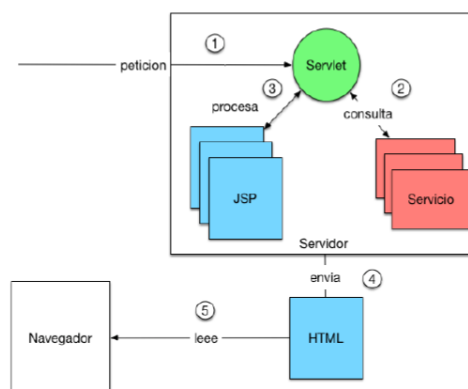 1
peticion
Servlet
3
2
procesa
consulta
JSP
Servicio
Servidor
envia
4
5
Navegador
leee
HTML